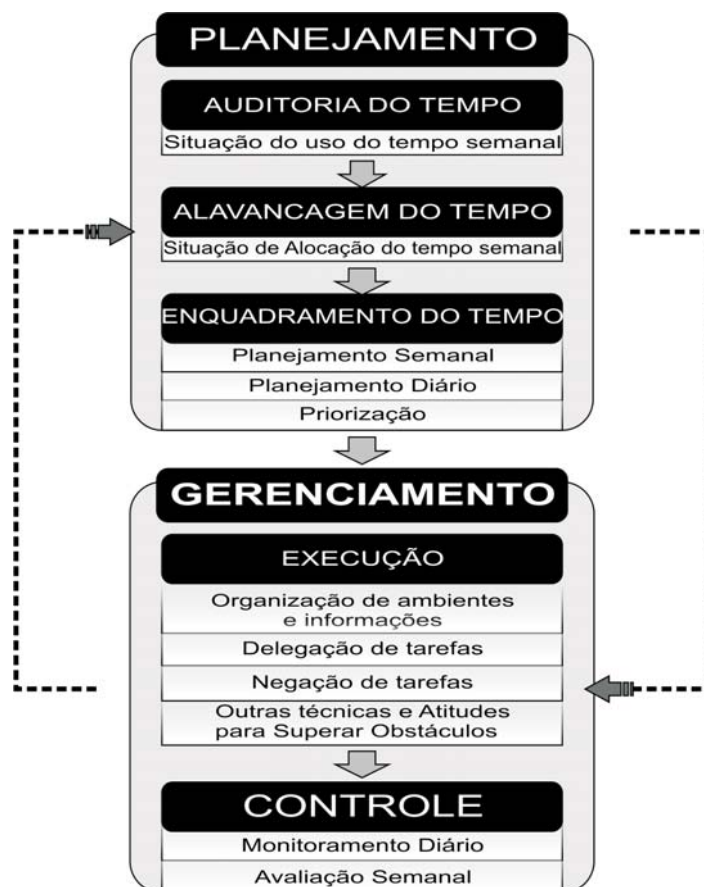 PLANEJAMENTO
AUDITORIA DO TEMPO
Situação do uso do tempo semanal
ALAVANCAGEM DO TEMPO
Situação de Alocação do tempo semanal
ENQUADRAMENTO DO TEMPO
Planejamento Semanal
Planejamento Diário
Priorização
GERENCIAMENTO
EXECUÇÃO
Organização de ambientes
e informações
Delegação de tarefas
Negação de tarefas
Outras técnicas e Atitudes
para Superar Obstáculos
CONTROLE
Monitoramento Diário
Avaliação Semanal